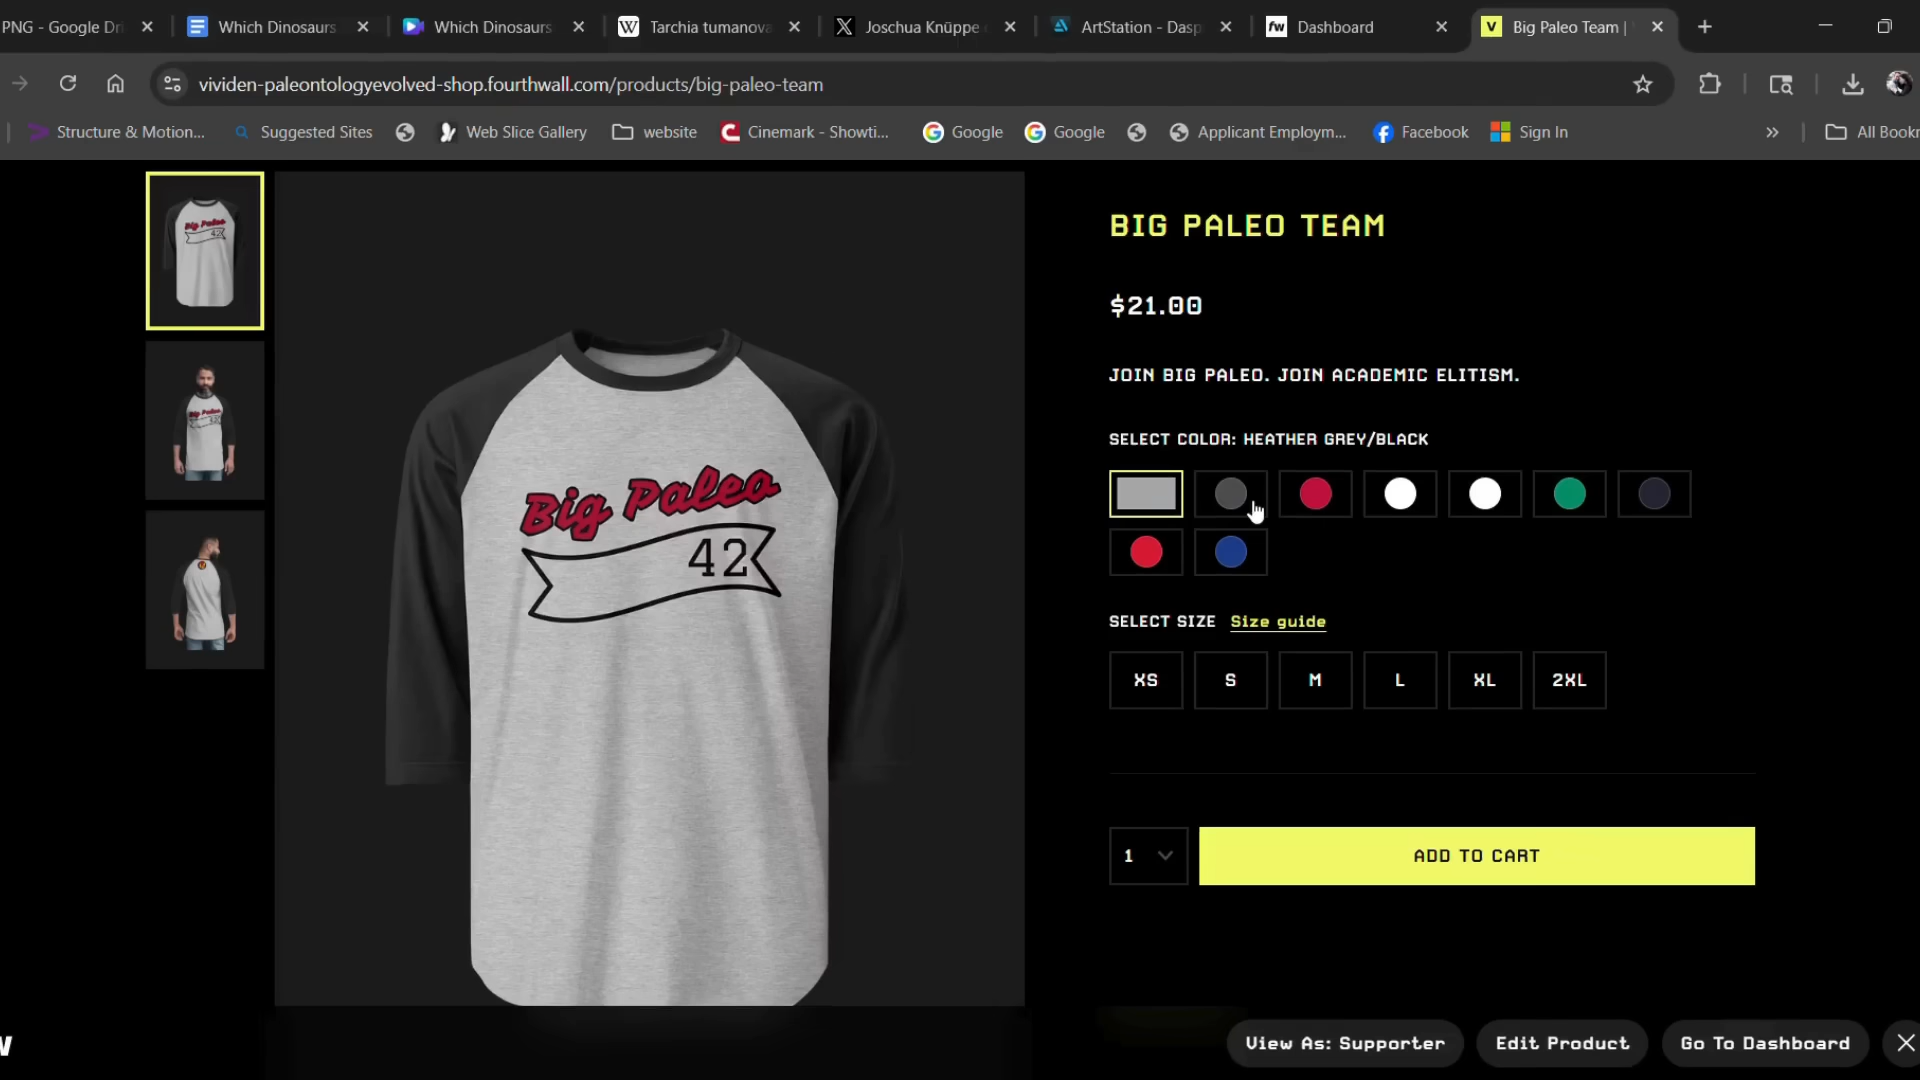 PNG - Google Dri
Which Dinosaurs
Which Dinosaurs
Tarchia tumanova
Joschua Knüppe
ArtStation - Dasp
Dashboard
Big Paleo Team |
vividen-paleontologyevolved-shop.fourthwall.com/products/big-paleo-team
Structure & Motion...
Suggested Sites
Web Slice Gallery
website
Cinemark - Showti...
Google
Google
Applicant Employm...
Facebook
Sign In
All Bookr
BIG PALEO TEAM
$21.00
JOIN BIG PALEO. JOIN ACADEMIC ELITISM.
SELECT COLOR: HEATHER GREY/BLACK
Big Paleo
42
SELECT SIZE Size guide
XS S M L XL 2XL
1
ADD TO CART
View As: Supporter
Edit Product
Go To Dashboard